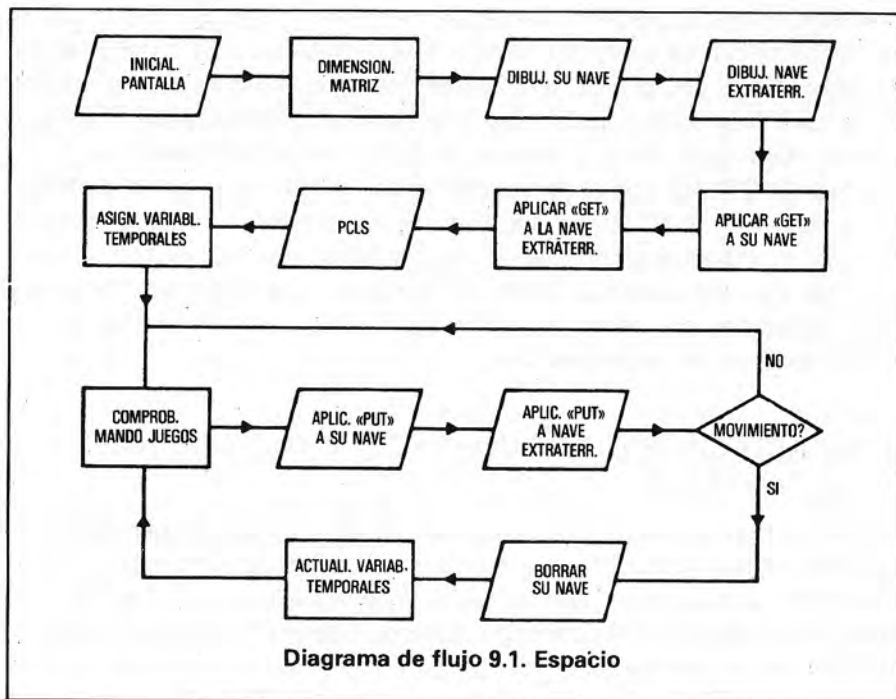 INICIAL.
PANTALLA
DIMENSION.
MATRIZ
DIBUJ. SU NAVE
DIBUJ. NAVE
EXTRATERR.
APLICAR «GET»
A SU NAVE
APLICAR «GET»
A LA NAVE
EXTRATERR.
PCLS
ASIGN. VARIABL.
TEMPORALES
COMPROB.
MANDO JUEGOS
APLIC. «PUT»
A SU NAVE
APLIC. «PUT»
A NAVE
EXTRATERR.
MOVIMIENTO?
NO
SI
BORRAR
SU NAVE
ACTUALI. VARIAB.
TEMPORALES
Diagrama de flujo 9.1. Espacio